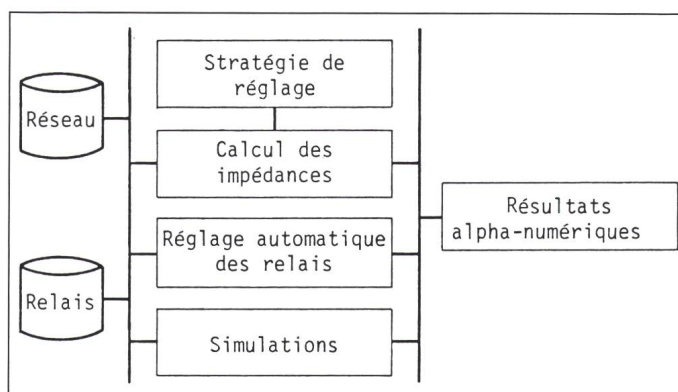 Réseau
Relais
Stratégie de
réglage
Calcul des
impédances
Réglage automatique
des relais
Simulations
Résultats
alpha-numériques